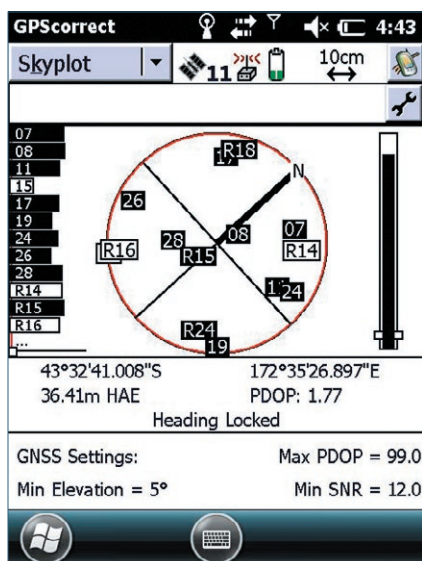 GPScorrect 4:43
Skyplot 11 10cm
07
08
11
15
17
19
24
26
28
R14
R15
R16
...
R18
17
N
26
08
07
28
R16
R14
R15
24
R24
19
43°32'41.008"S 172°35'26.897"E
36.41m HAE PDOP: 1.77
Heading Locked
GNSS Settings: Max PDOP = 99.0
Min Elevation = 5° Min SNR = 12.0